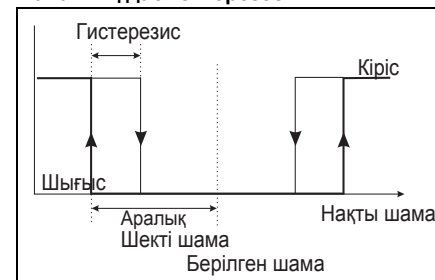 Гистерезис
Кіріс
Шығыс
Нақты шама
Аралық
Шекті шама
Берілген шама